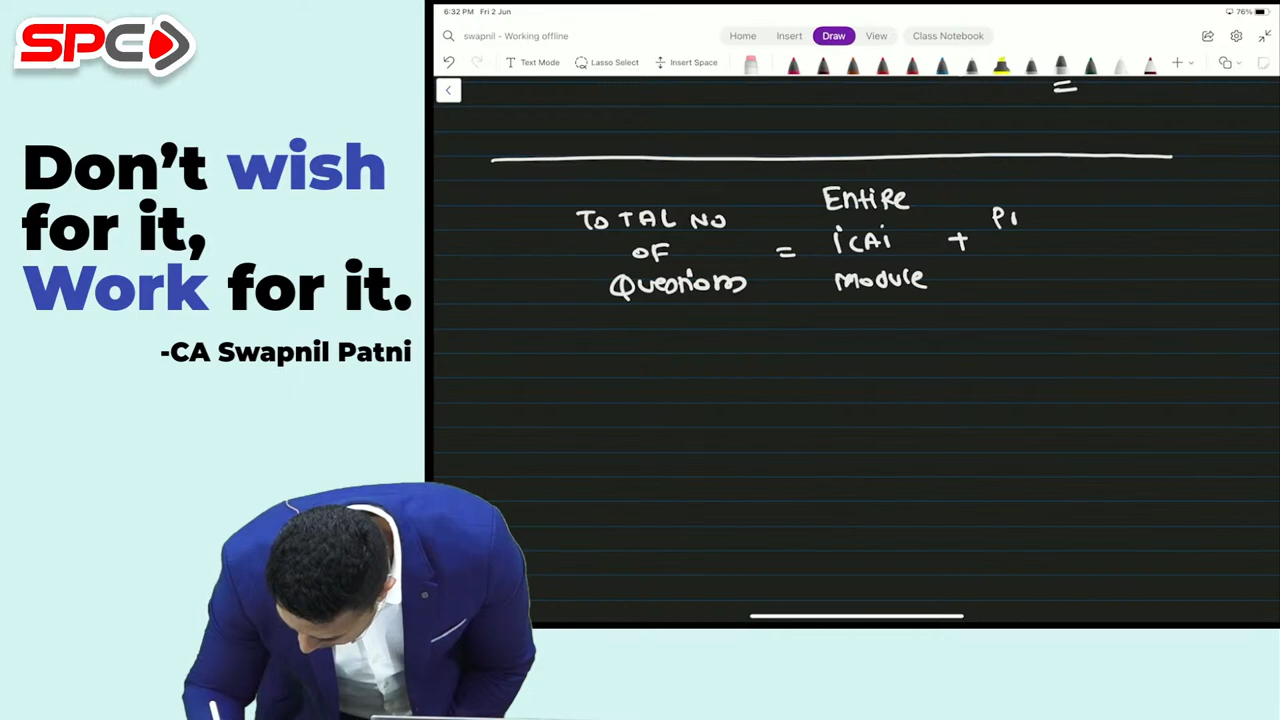 SPC
Don't wish
for it,
Work for it.
-CA Swapnil Patni
6:32 PM Fri 2 Jun
76%
swapnil - Working offline
Home Insert Draw View Class Notebook
Text Mode Lasso Select Insert Space
=
TOTAL NO
OF
Questions
=
Entire
iCAi
module
+